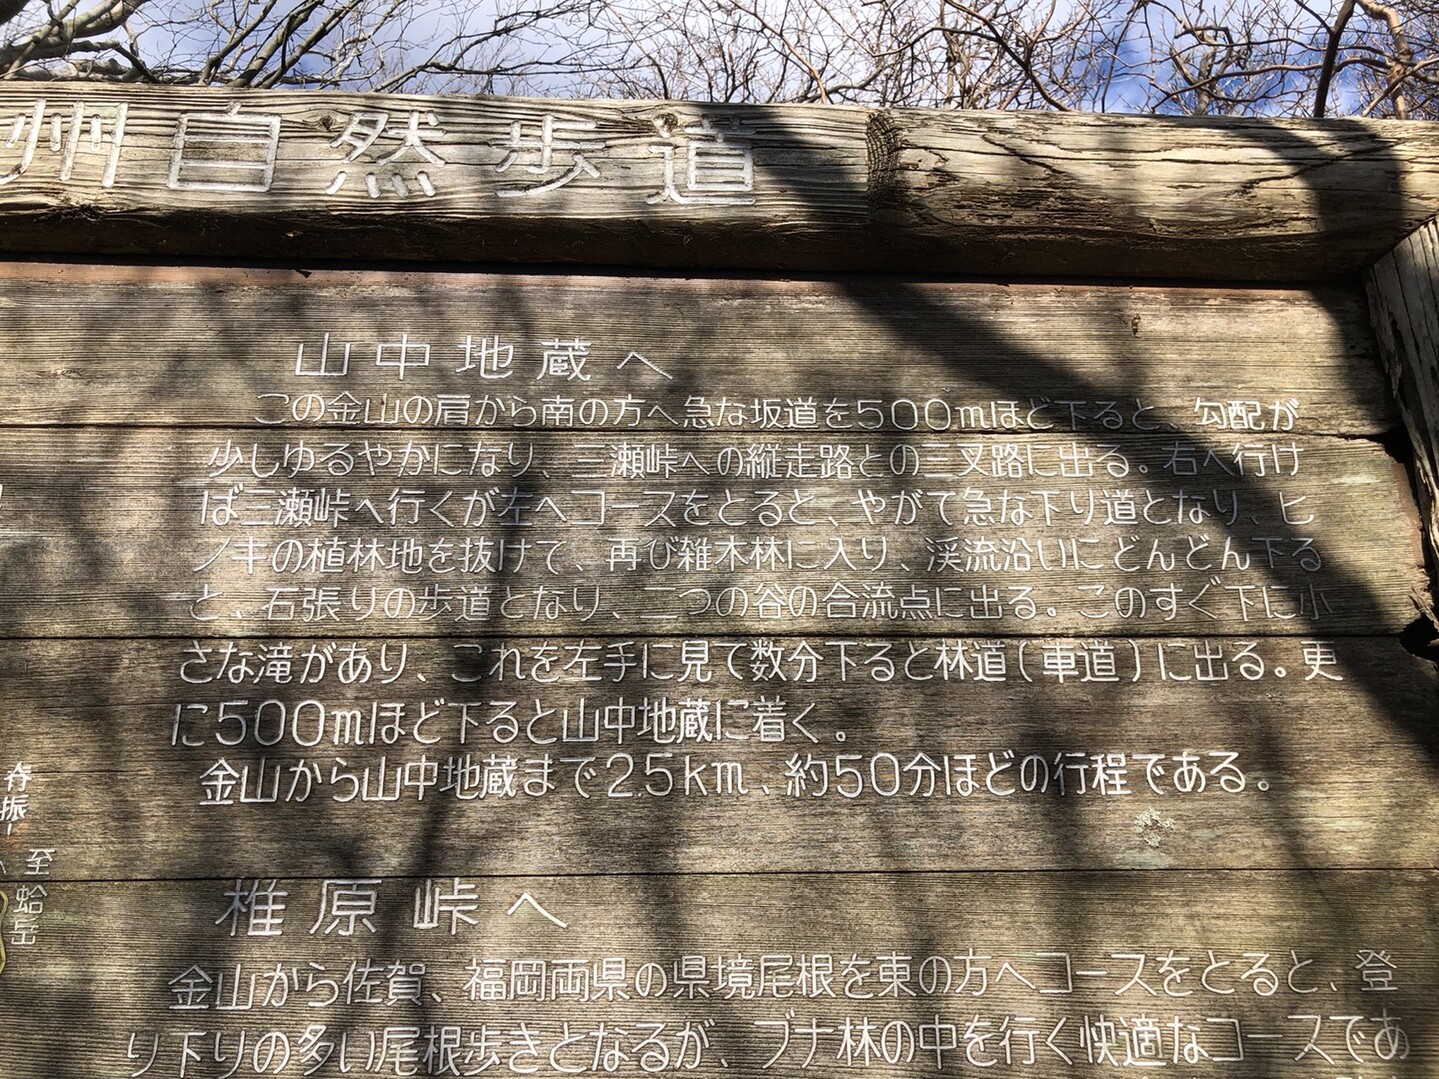 州自然歩道
山中地蔵へ
この金山の肩から南の方へ急な坂道を500mほど下ると、勾配が
少しゆるやかになり、三瀬峠への縦走路との三叉路に出る。右へ行け
ば三瀬峠へ行くが左へコースをとると、やがて急な下り道となり、ヒ
ノキの植林地を抜けて、再び雑木林に入り、渓流沿いにどんどん下る
と、石張りの歩道となり、二つの谷の合流点に出る。このすぐ下に小
さな滝があり、これを左手に見て数分下ると林道(車道)に出る。更
に500mほど下ると山中地蔵に着く。
金山から山中地蔵まで2.5km、約50分ほどの行程である。
脊振
至蛤岳
椎原峠へ
金山から佐賀、福岡両県の県境尾根を東の方へコースをとると、登
り下りの多い尾根歩きとなるが、ブナ林の中を行く快適なコースであ